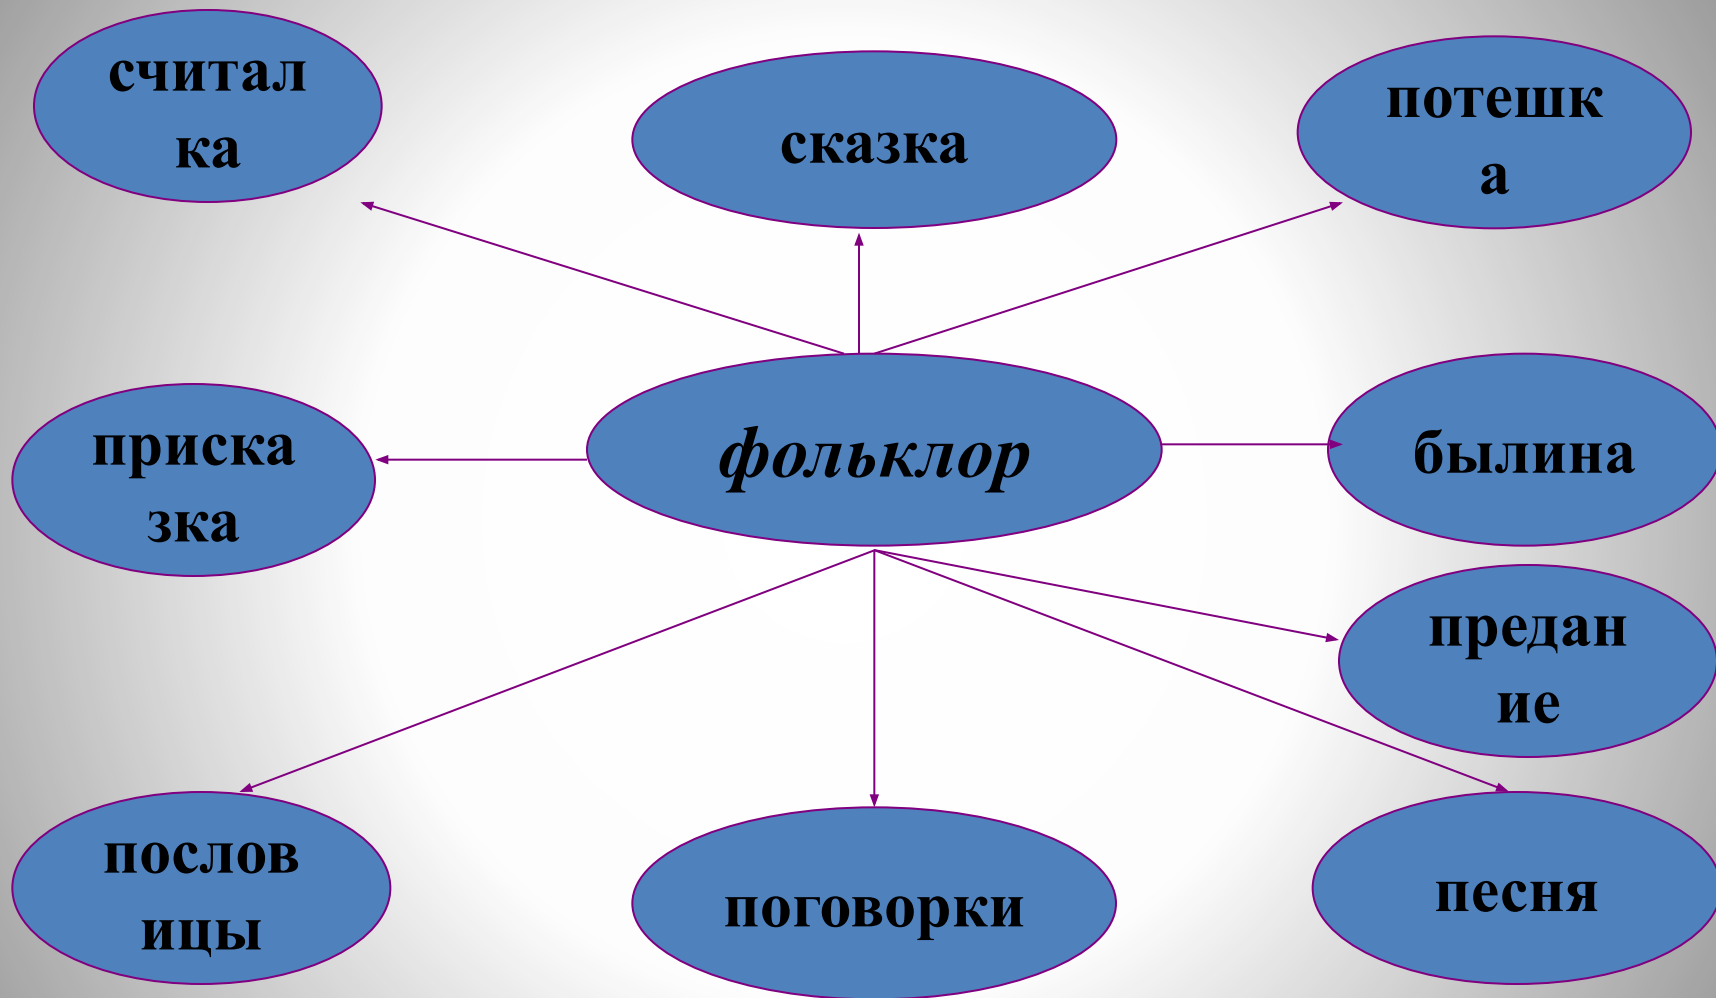 считал
ка
сказка
потешк
а
приска
зка
фольклор
былина
предан
ие
послов
ицы
поговорки
песня